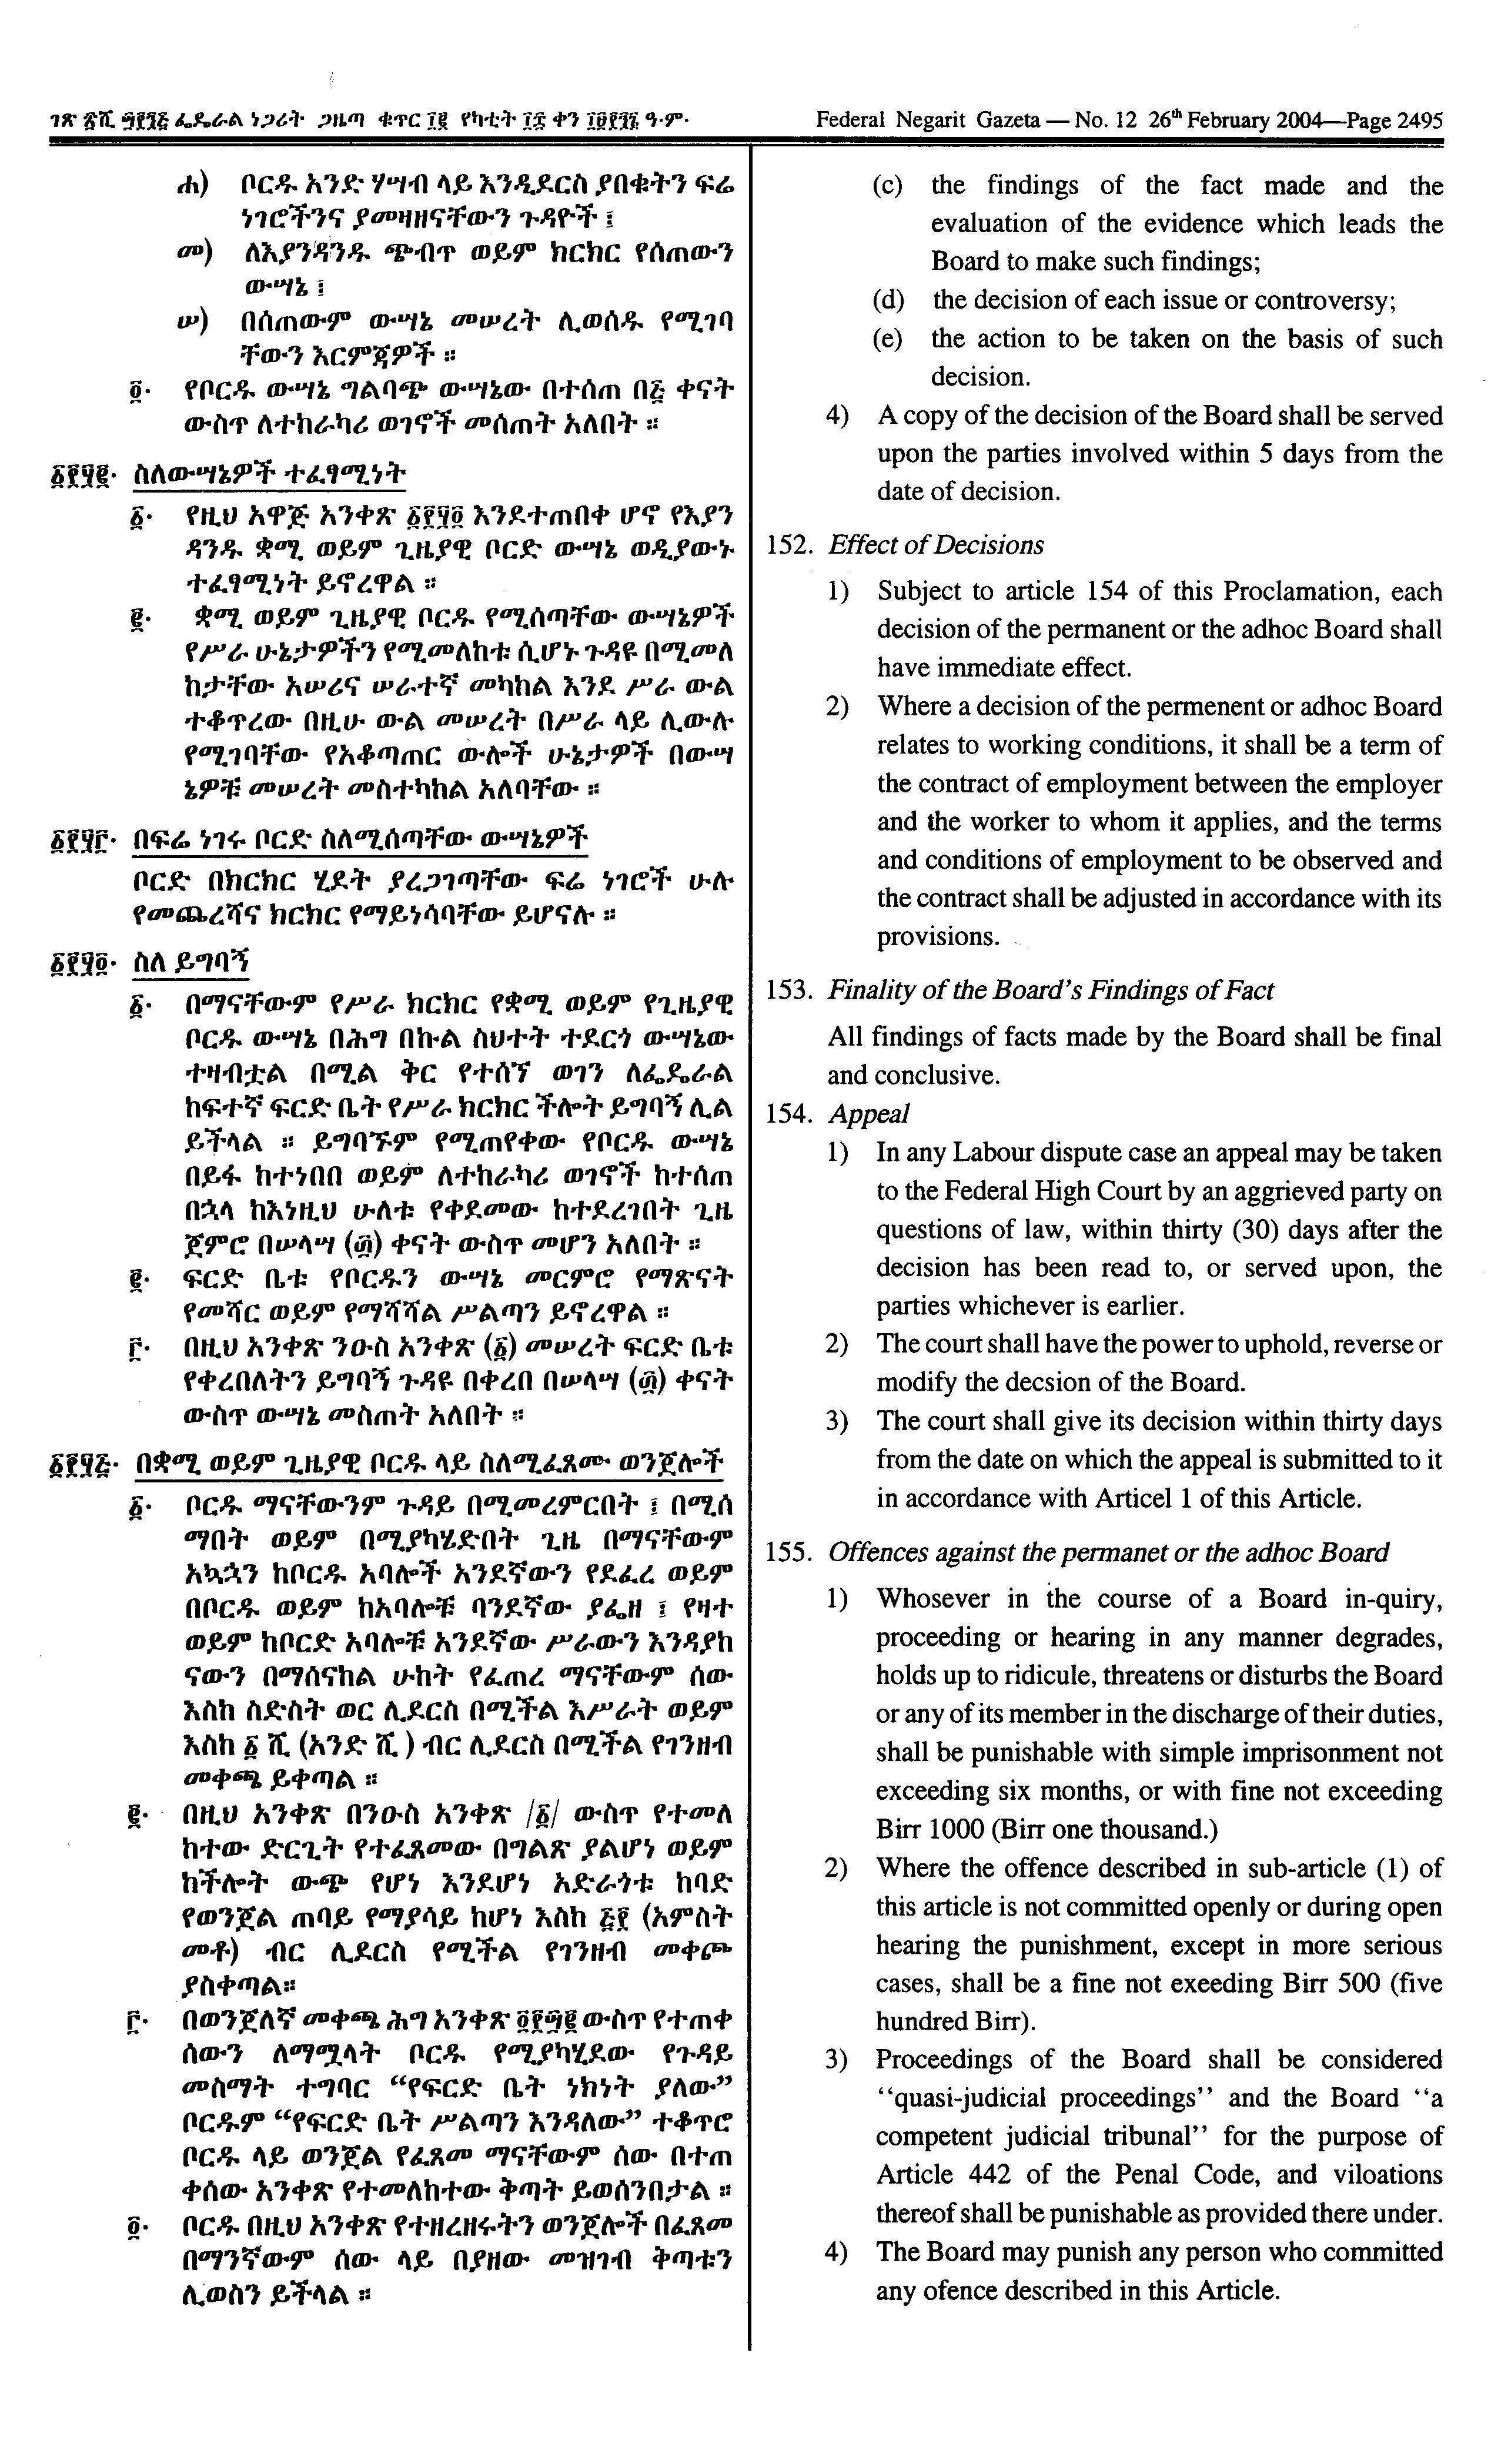 ገጽ ፪ሺ ፬፻፺፭ ፌዴራል ነጋሪት ጋዜጣ ቁጥር ፲፪ የካቲት ፲፰ ቀን ፲፱፻፺፮ ዓ·ም·
Federal Negarit Gazeta — No. 12 26th February 2004—Page 2495
ሐ) ቦርዱ አንድ ሃሣብ ላይ እንዲደርስ ያበቁትን ፍሬ
ነገሮችንና ያመዛዘናቸውን ጉዳዮች ፤
መ) ለእያንዳንዱ ጭብጥ ወይም ክርክር የሰጠውን
ውሣኔ ፤
ሠ) በሰጠውም ውሣኔ መሠረት ሊወሰዱ የሚገባ
ቸውን እርምጃዎች ።
፬· የቦርዱ ውሣኔ ግልባጭ ውሣኔው በተሰጠ በ፭ ቀናት
ውስጥ ለተከራካሪ ወገኖች መሰጠት አለበት ።
፩፻፶፪· ስለውሣኔዎች ተፈፃሚነት
፩· የዚህ አዋጅ አንቀጽ ፩፻፶፬ እንደተጠበቀ ሆኖ የእያን
ዳንዱ ቋሚ ወይም ጊዜያዊ ቦርድ ውሣኔ ወዲያውኑ
ተፈፃሚነት ይኖረዋል ።
፪· ቋሚ ወይም ጊዜያዊ ቦርዱ የሚሰጣቸው ውሣኔዎች
የሥራ ሁኔታዎችን የሚመለከቱ ሲሆኑ ጉዳዩ በሚመለ
ከታቸው አሠሪና ሠራተኛ መካከል እንደ ሥራ ውል
ተቆጥረው በዚሁ ውል መሠረት በሥራ ላይ ሊውሉ
የሚገባቸው የአቆጣጠር ውሎች ሁኔታዎች በውሣ
ኔዎቹ መሠረት መስተካከል አለባቸው ።
፩፻፶፫· በፍሬ ነገሩ ቦርድ ስለሚሰጣቸው ውሣኔዎች
ቦርድ በክርክር ሂደት ያረጋገጣቸው ፍሬ ነገሮች ሁሉ
የመጨረሻና ክርክር የማይነሳባቸው ይሆናሉ ።
፩፻፶፬· ስለ ይግባኝ
፩· በማናቸውም የሥራ ክርክር የቋሚ ወይም የጊዜያዊ
ቦርዱ ውሣኔ በሕግ በኩል ስህተት ተደርጎ ውሣኔው
ተዛብቷል በሚል ቅር የተሰኘ ወገን ለፌዴራል
ከፍተኛ ፍርድ ቤት የሥራ ክርክር ችሎት ይግባኝ ሊል
ይችላል ። ይግባኙም የሚጠየቀው የቦርዱ ውሣኔ
በይፋ ከተነበበ ወይም ለተከራካሪ ወገኖች ከተሰጠ
በኋላ ከእነዚህ ሁለቱ የቀደመው ከተደረገበት ጊዜ
ጀምሮ በሠላሣ (፴) ቀናት ውስጥ መሆን አለበት ።
፪· ፍርድ ቤቱ የቦርዱን ውሣኔ መርምሮ የማጽናት
የመሻር ወይም የማሻሻል ሥልጣን ይኖረዋል ።
፫· በዚህ አንቀጽ ንዑስ አንቀጽ (፩) መሠረት ፍርድ ቤቱ
የቀረበለትን ይግባኝ ጉዳዩ በቀረበ በሠላሣ (፴) ቀናት
ውስጥ ውሣኔ መስጠት አለበት ።
፩፻፶፭· በቋሚ ወይም ጊዜያዊ ቦርዱ ላይ ስለሚፈጸሙ ወንጀሎች
፩· ቦርዱ ማናቸውንም ጉዳይ በሚመረምርበት ፤ በሚሰ
ማበት ወይም በሚያካሄድበት ጊዜ በማናቸውም
አኳኋን ከቦርዱ አባሎች አንደኛውን የደፈረ ወይም
በቦርዱ ወይም ከአባሎቹ ባንደኛው ያፌዘ ፤ የዛተ
ወይም ከቦርድ አባሎቹ አንደኛው ሥራውን እንዳያከ
ናውን በማሰናከል ሁከት የፈጠረ ማናቸውም ሰው
እስከ ስድስት ወር ሊደርስ በሚችል እሥራት ወይም
እስከ ፩ ሺ (አንድ ሺ ) ብር ሊደርስ በሚችል የገንዘብ
መቀጫ ይቀጣል ።
፪· በዚህ አንቀጽ በንዑስ አንቀጽ /፩/ ውስጥ የተመለ
ከተው ድርጊት የተፈጸመው በግልጽ ያልሆነ ወይም
ከችሎት ውጭ የሆነ እንደሆነ አድራጎቱ ከባድ
የወንጀል ጠባይ የማያሳይ ከሆነ እስከ ፭፻ (አምስት
መቶ) ብር ሊደርስ የሚችል የገንዘብ መቀጮ
ያስቀጣል።
፫· በወንጀለኛ መቀጫ ሕግ አንቀጽ ፬፻፵፪ ውስጥ የተጠቀ
ሰውን ለማሟላት ቦርዱ የሚያካሂደው የጉዳይ
መስማት ተግባር “የፍርድ ቤት ነክነት ያለው”
ቦርዱም “የፍርድ ቤት ሥልጣን እንዳለው” ተቆጥሮ
ቦርዱ ላይ ወንጀል የፈጸመ ማናቸውም ሰው በተጠ
ቀሰው አንቀጽ የተመለከተው ቅጣት ይወሰንበታል ።
፬· ቦርዱ በዚህ አንቀጽ የተዘረዘሩትን ወንጀሎች በፈጸመ
በማንኛውም ሰው ላይ በያዘው መዝገብ ቅጣቱን
ሊወስን ይችላል ።
(c) the findings of the fact made and the
evaluation of the evidence which leads the
Board to make such findings;
(d) the decision of each issue or controversy;
(e) the action to be taken on the basis of such
decision.
4) A copy of the decision of the Board shall be served
upon the parties involved within 5 days from the
date of decision.
152. Effect of Decisions
1) Subject to article 154 of this Proclamation, each
decision of the permanent or the adhoc Board shall
have immediate effect.
2) Where a decision of the permenent or adhoc Board
relates to working conditions, it shall be a term of
the contract of employment between the employer
and the worker to whom it applies, and the terms
and conditions of employment to be observed and
the contract shall be adjusted in accordance with its
provisions.
153. Finality of the Board's Findings of Fact
All findings of facts made by the Board shall be final
and conclusive.
154. Appeal
1) In any Labour dispute case an appeal may be taken
to the Federal High Court by an aggrieved party on
questions of law, within thirty (30) days after the
decision has been read to, or served upon, the
parties whichever is earlier.
2) The court shall have the power to uphold, reverse or
modify the decsion of the Board.
3) The court shall give its decision within thirty days
from the date on which the appeal is submitted to it
in accordance with Articel 1 of this Article.
155. Offences against the permanet or the adhoc Board
1) Whosever in the course of a Board in-quiry,
proceeding or hearing in any manner degrades,
holds up to ridicule, threatens or disturbs the Board
or any of its member in the discharge of their duties,
shall be punishable with simple imprisonment not
exceeding six months, or with fine not exceeding
Birr 1000 (Birr one thousand.)
2) Where the offence described in sub-article (1) of
this article is not committed openly or during open
hearing the punishment, except in more serious
cases, shall be a fine not exeeding Birr 500 (five
hundred Birr).
3) Proceedings of the Board shall be considered
‘‘quasi-judicial proceedings’’ and the Board ‘‘a
competent judicial tribunal’’ for the purpose of
Article 442 of the Penal Code, and viloations
thereof shall be punishable as provided there under.
4) The Board may punish any person who committed
any ofence described in this Article.